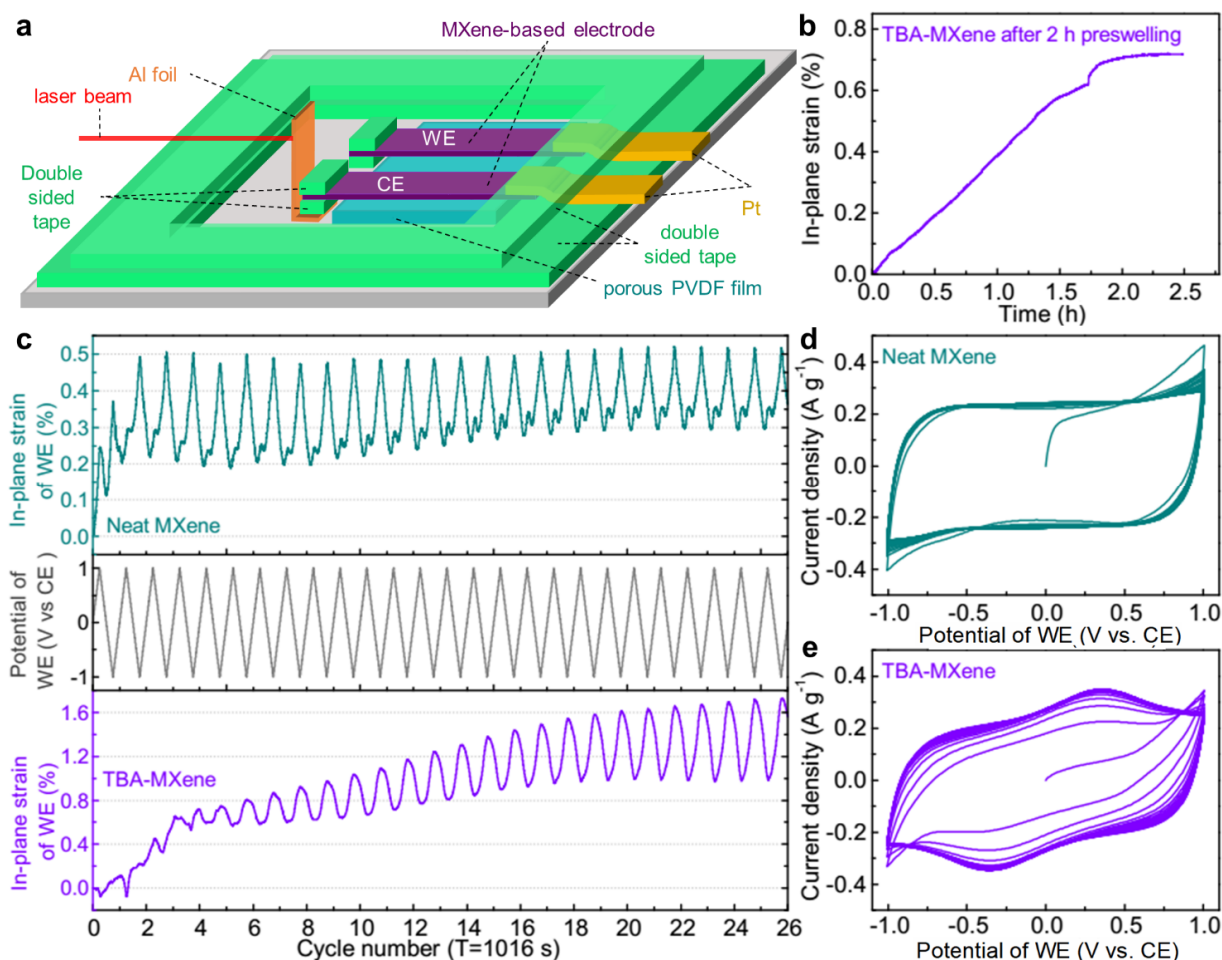 a
MXene-based electrode
Al foil
laser beam
WE
CE
Double
sided
tape
Pt
double
sided tape
porous PVDF film
b
TBA-MXene after 2 h preswelling
In-plane strain (%)
0.8
0.6
0.4
0.2
0.0
0.0 0.5 1.0 1.5 2.0 2.5
Time (h)
c
In-plane strain
of WE (%)
0.5
0.4
0.3
0.2
0.1
0.0
Neat MXene
Potential of
WE (V vs CE)
1
0
-1
In-plane strain
of WE (%)
1.6
1.2
0.8
0.4
0.0
TBA-MXene
0 2 4 6 8 10 12 14 16 18 20 22 24 26
Cycle number (T=1016 s)
d
Neat MXene
Current density (A g-1)
0.4
0.2
0.0
-0.2
-0.4
-1.0 -0.5 0.0 0.5 1.0
Potential of WE (V vs. CE)
e
TBA-MXene
Current density (A g-1)
0.4
0.2
0.0
-0.2
-0.4
-1.0 -0.5 0.0 0.5 1.0
Potential of WE (V vs. CE)